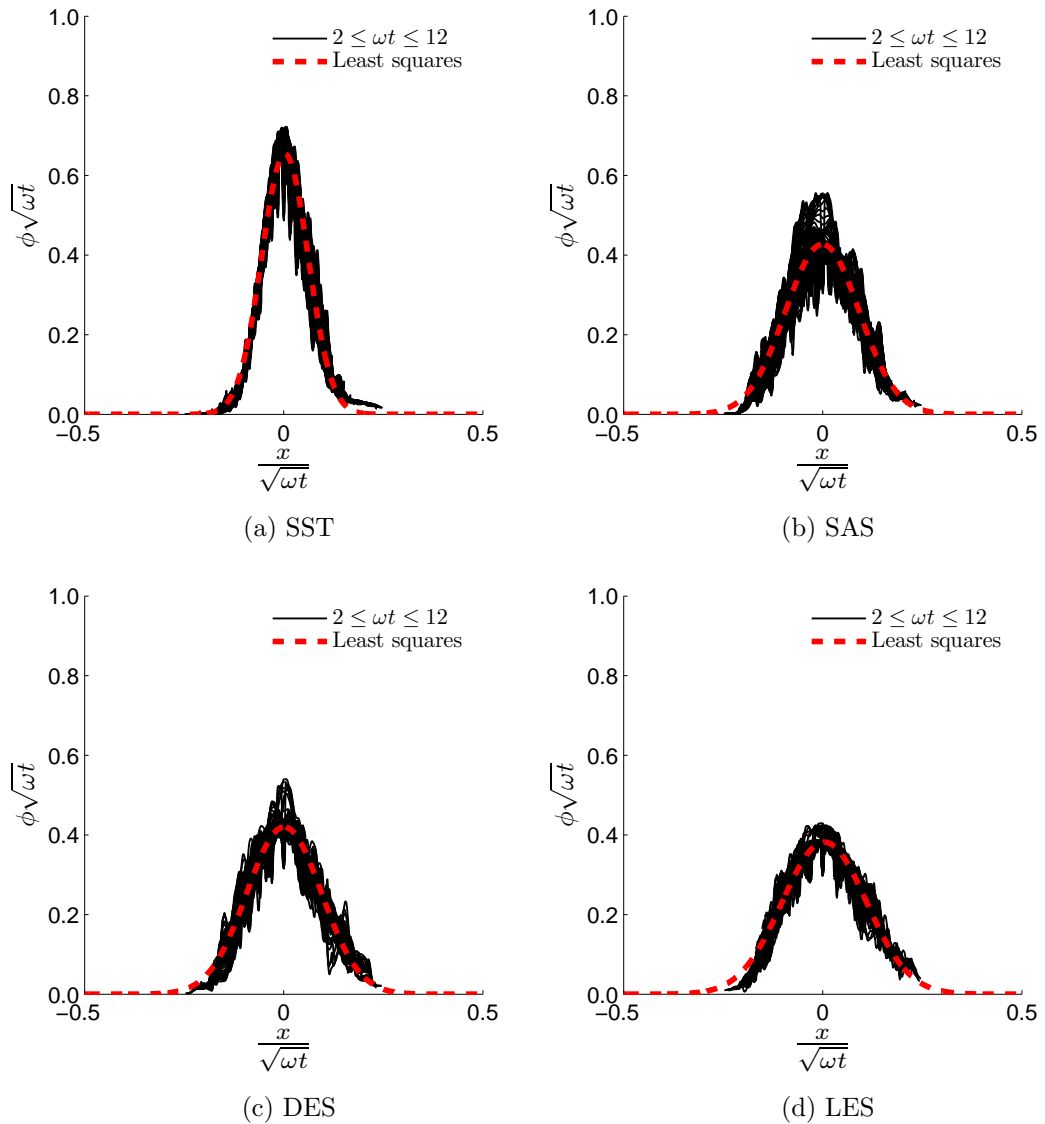 1.0
2 ≤ ωt ≤ 12
Least squares
0.8
0.6
ϕ√ωt
0.4
0.2
0.0
−0.5 0 0.5
x
√ωt
(a) SST
1.0
2 ≤ ωt ≤ 12
Least squares
0.8
0.6
ϕ√ωt
0.4
0.2
0.0
−0.5 0 0.5
x
√ωt
(b) SAS
1.0
2 ≤ ωt ≤ 12
Least squares
0.8
0.6
ϕ√ωt
0.4
0.2
0.0
−0.5 0 0.5
x
√ωt
(c) DES
1.0
2 ≤ ωt ≤ 12
Least squares
0.8
0.6
ϕ√ωt
0.4
0.2
0.0
−0.5 0 0.5
x
√ωt
(d) LES